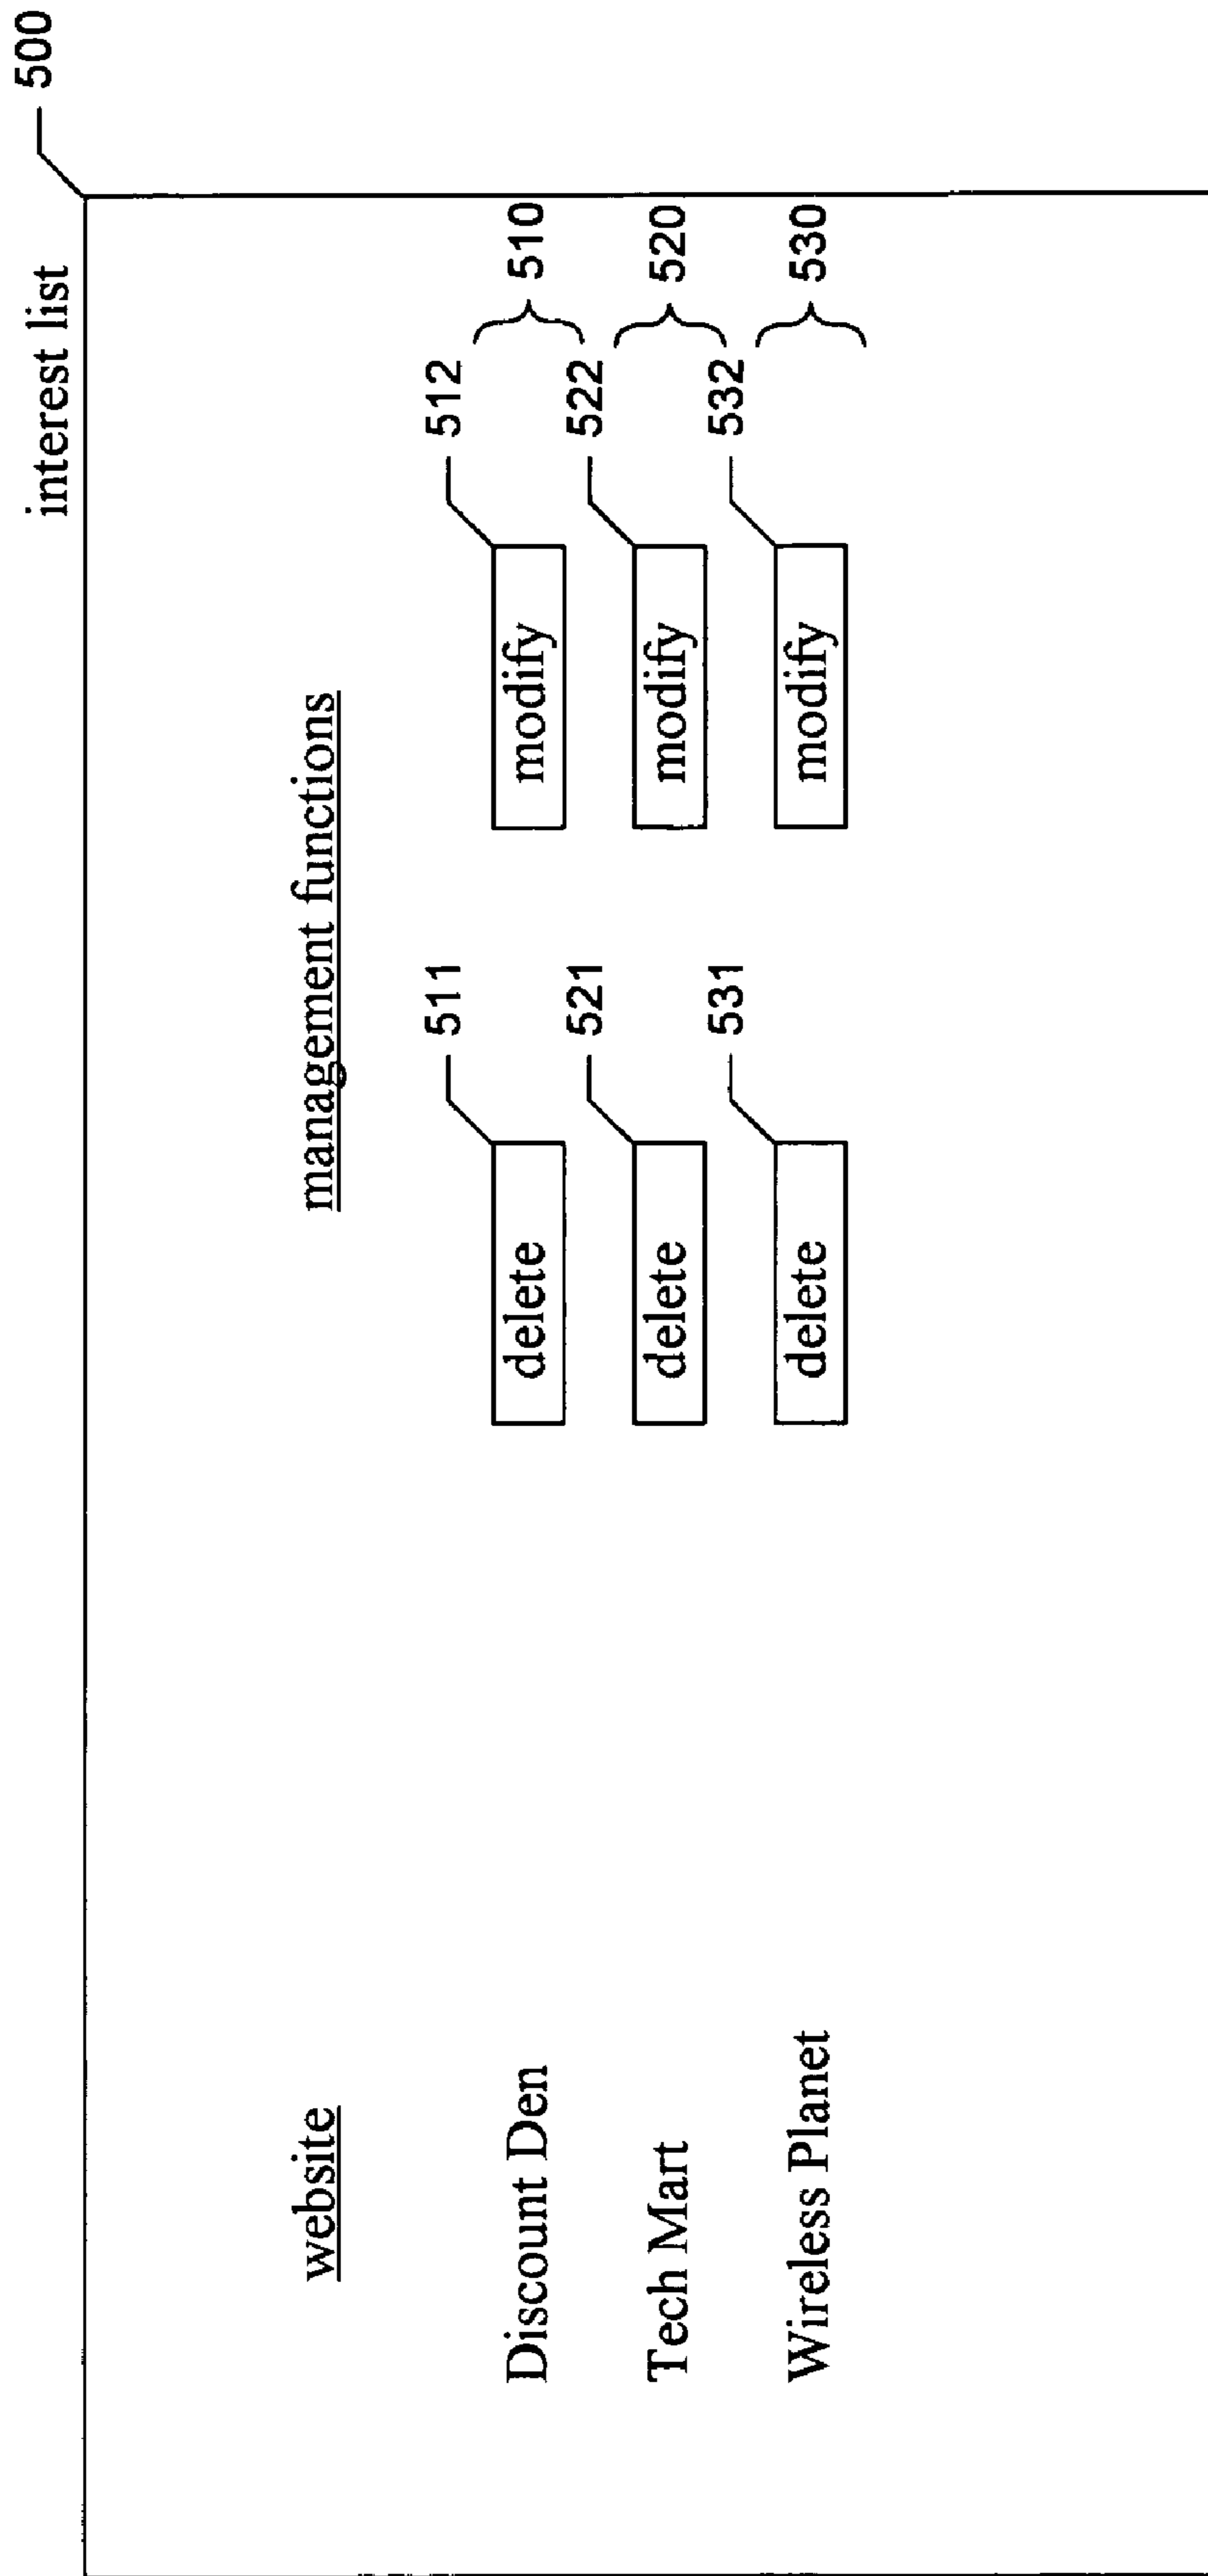 500
interest list
website management functions
511 512
Discount Den delete modify 510
521 522
Tech Mart delete modify 520
531 532
Wireless Planet delete modify 530